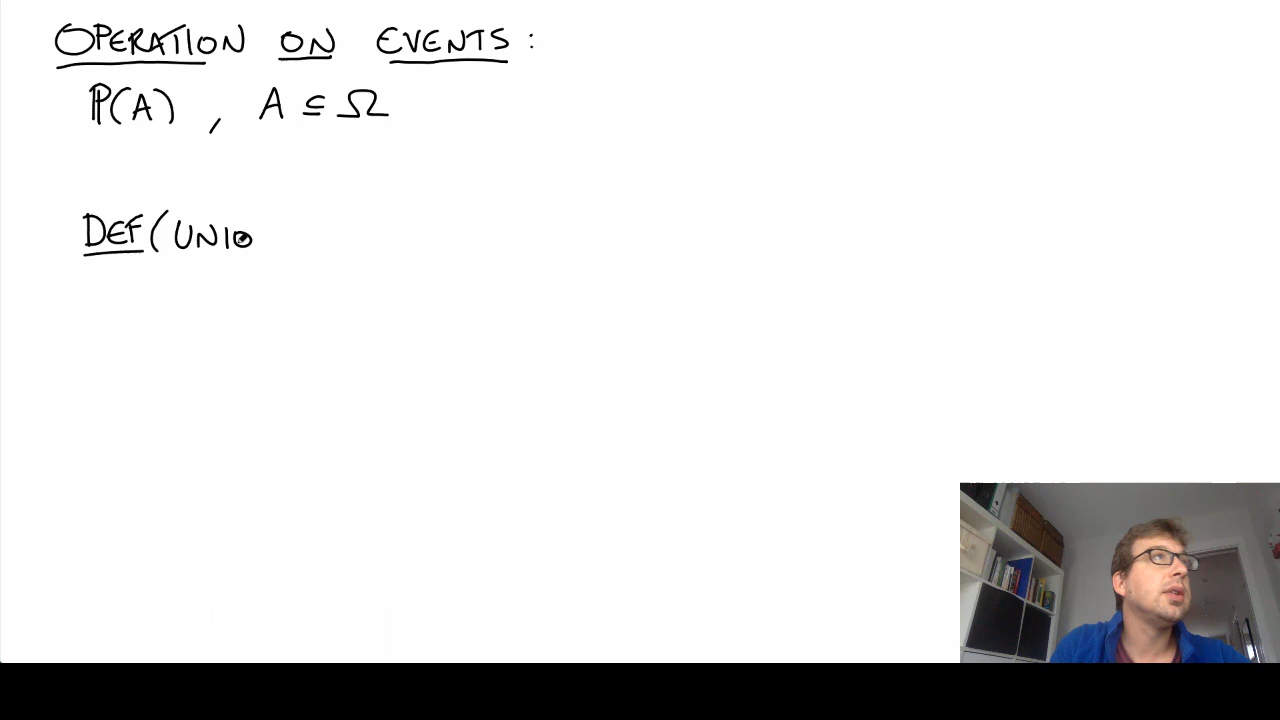 OPERATION ON EVENTS :
ℙ(A) , A ⊆ Ω
DEF (UNIO